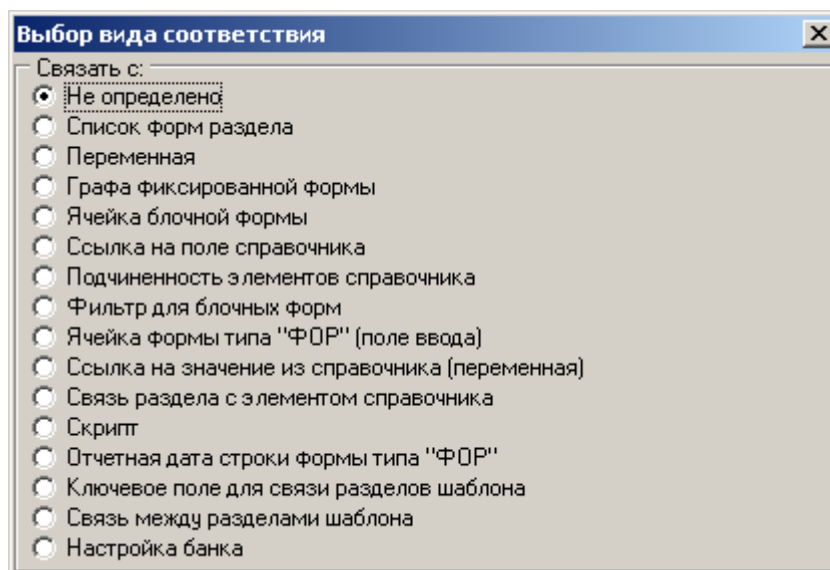 Выбор вида соответствия
Связать с:
Не определено
Список форм раздела
Переменная
Графа фиксированной формы
Ячейка блочной формы
Ссылка на поле справочника
Подчиненность элементов справочника
Фильтр для блочных форм
Ячейка формы типа "ФОР" (поле ввода)
Ссылка на значение из справочника (переменная)
Связь раздела с элементом справочника
Скрипт
Отчетная дата строки формы типа "ФОР"
Ключевое поле для связи разделов шаблона
Связь между разделами шаблона
Настройка банка